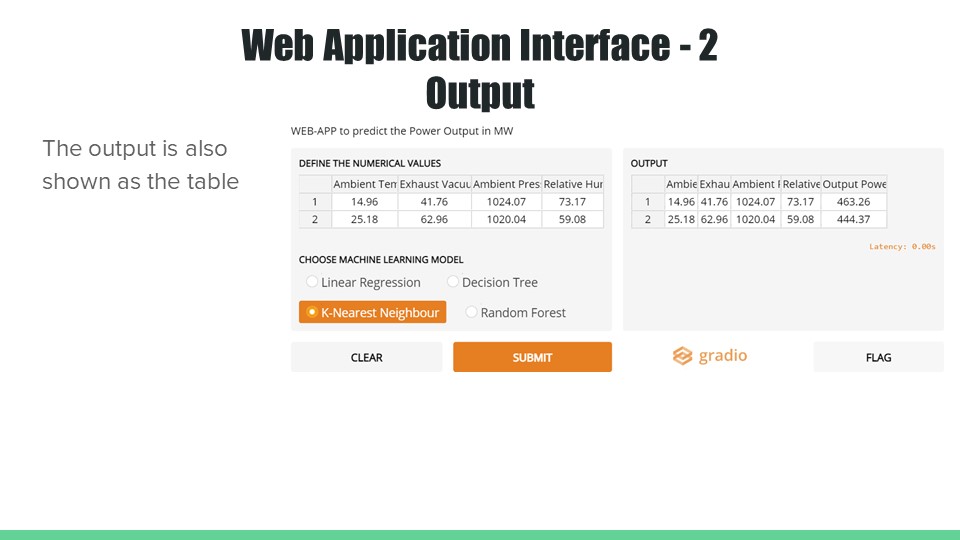 Web Application Interface - 2
Output
The output is also
shown as the table
WEB-APP to predict the Power Output in MW
DEFINE THE NUMERICAL VALUES
Ambient Tem Exhaust Vacuu Ambient Pres Relative Hur
1 14.96 41.76 1024.07 73.17
2 25.18 62.96 1020.04 59.08
CHOOSE MACHINE LEARNING MODEL
Linear Regression Decision Tree
K-Nearest Neighbour Random Forest
CLEAR SUBMIT
OUTPUT
Ambie Exhau Ambient P Relative Output Powe
1 14.96 41.76 1024.07 73.17 463.26
2 25.18 62.96 1020.04 59.08 444.37
Latency: 0.00s
gradio FLAG